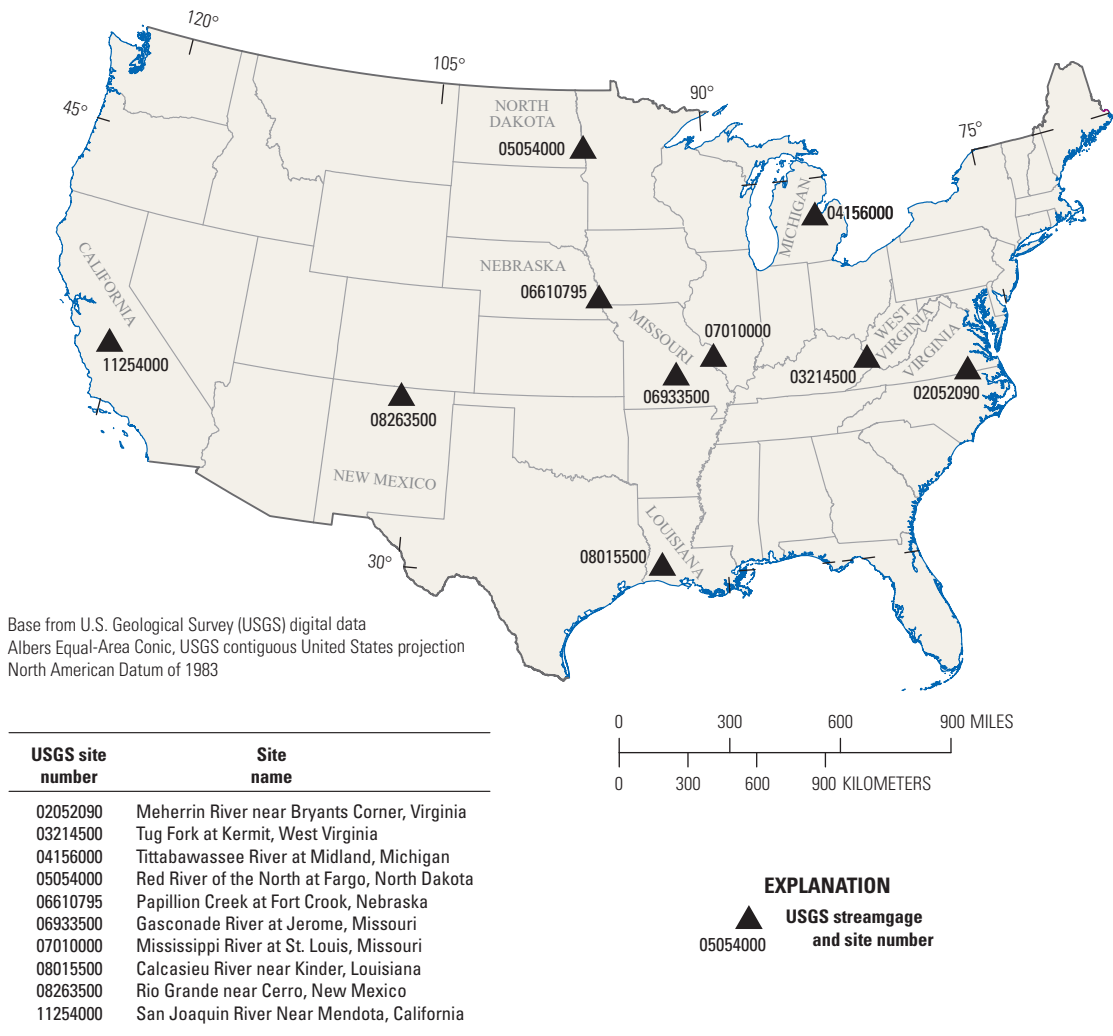 120°
105°
90°
75°
45°
30°
NORTH
DAKOTA
05054000
MICHIGAN
04156000
NEBRASKA
06610795
CALIFORNIA
11254000
MISSOURI
07010000
06933500
WEST
VIRGINIA
03214500
VIRGINIA
02052090
08263500
NEW MEXICO
LOUISIANA
08015500
Base from U.S. Geological Survey (USGS) digital data
Albers Equal-Area Conic, USGS contiguous United States projection
North American Datum of 1983
0 300 600 900 MILES
0 300 600 900 KILOMETERS
USGS site number Site name
02052090 Meherrin River near Bryants Corner, Virginia
03214500 Tug Fork at Kermit, West Virginia
04156000 Tittabawassee River at Midland, Michigan
05054000 Red River of the North at Fargo, North Dakota
06610795 Papillion Creek at Fort Crook, Nebraska
06933500 Gasconade River at Jerome, Missouri
07010000 Mississippi River at St. Louis, Missouri
08015500 Calcasieu River near Kinder, Louisiana
08263500 Rio Grande near Cerro, New Mexico
11254000 San Joaquin River Near Mendota, California
EXPLANATION
USGS streamgage
and site number
05054000